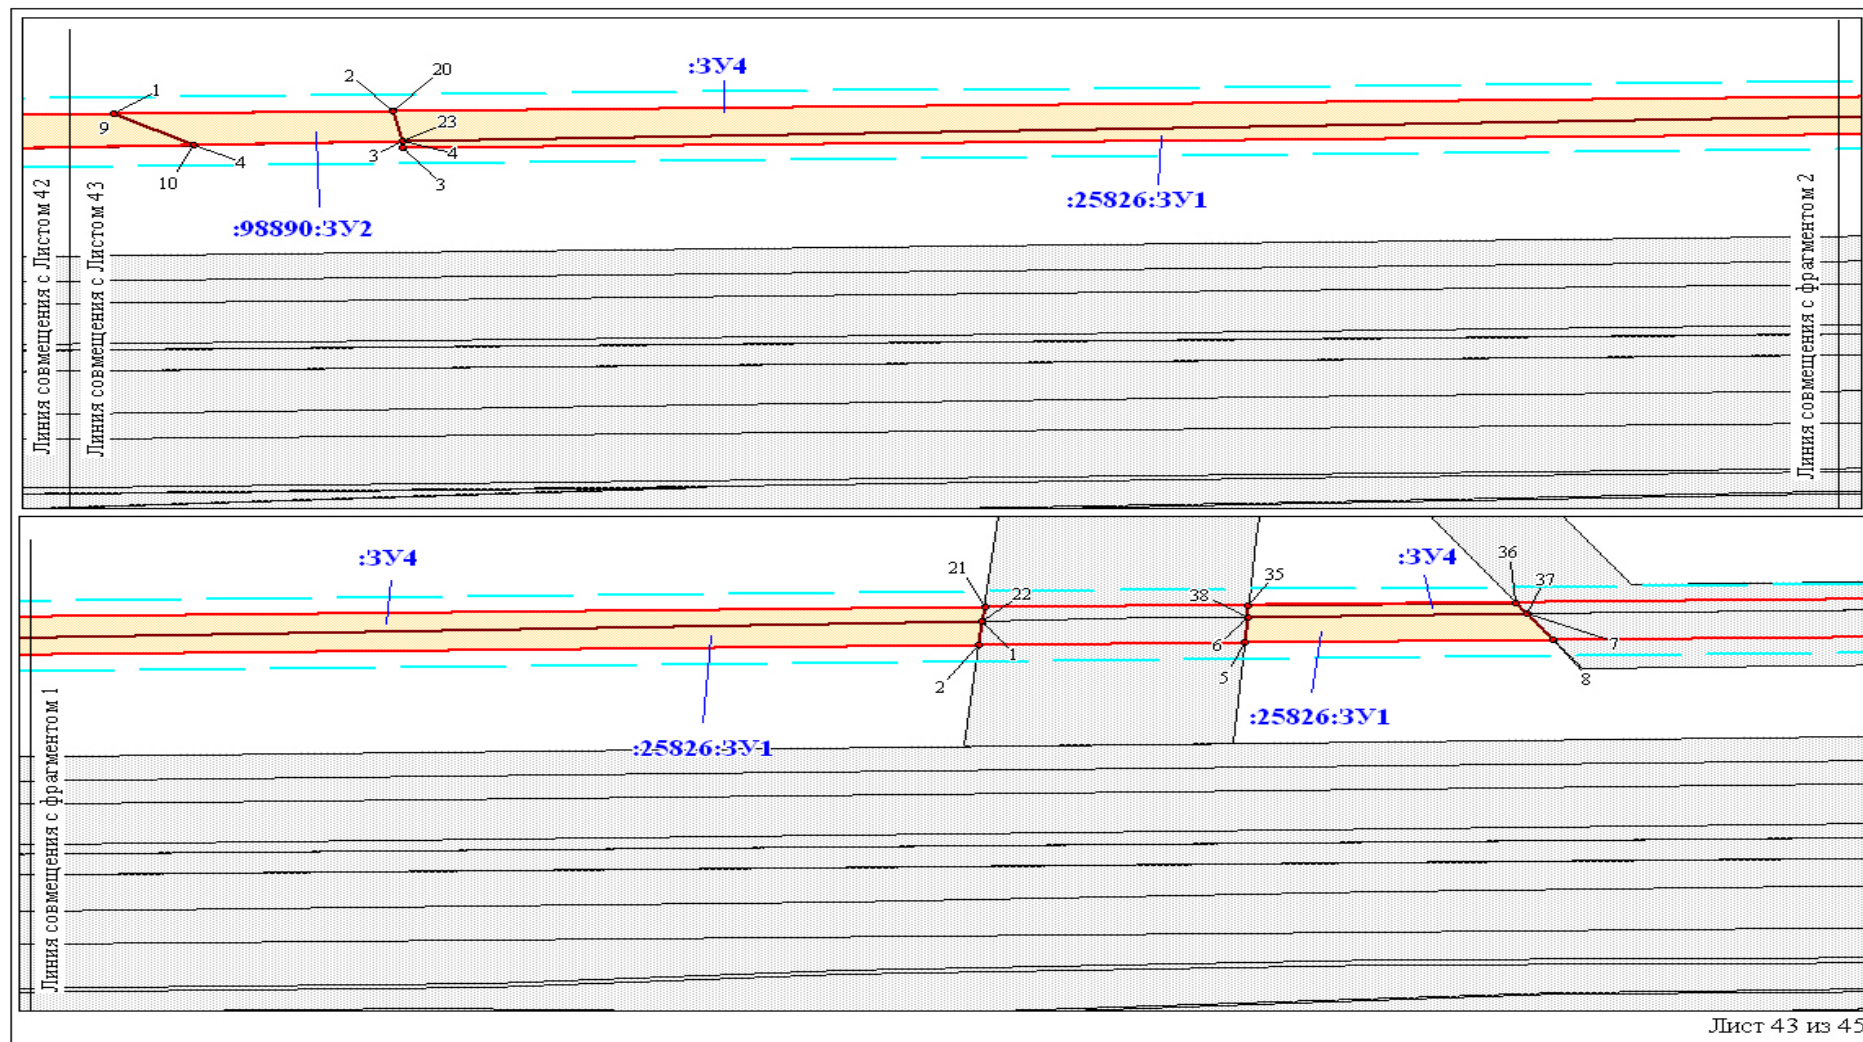 :ЗУ4
1
2
20
9
23
3
4
10
4
3
:98890:ЗУ2
:25826:ЗУ1
Линия совмещения с Листом 42
Линия совмещения с Листом 43
Линия совмещения с фрагментом 2
:ЗУ4
21
22
35
:ЗУ4
36
37
38
6
1
7
2
5
8
:25826:ЗУ1
:25826:ЗУ1
Линия совмещения с фрагментом 1
Лист 43 из 45